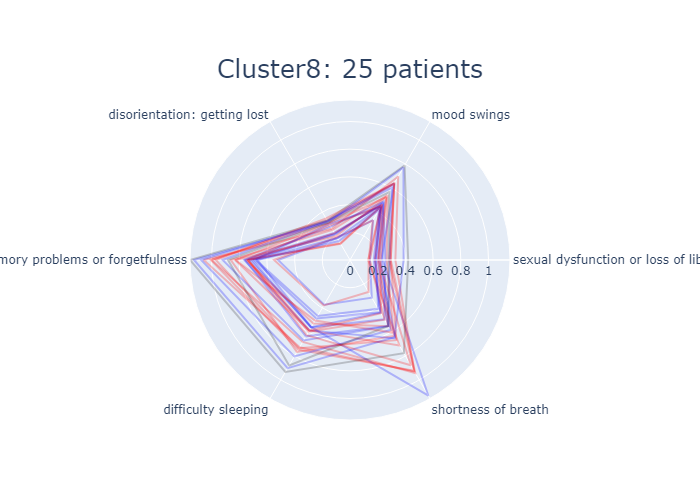 Cluster8: 25 patients
disorientation: getting lost
mood swings
mory problems or forgetfulness
sexual dysfunction or loss of lib
0 0.2 0.4 0.6 0.8 1
difficulty sleeping
shortness of breath